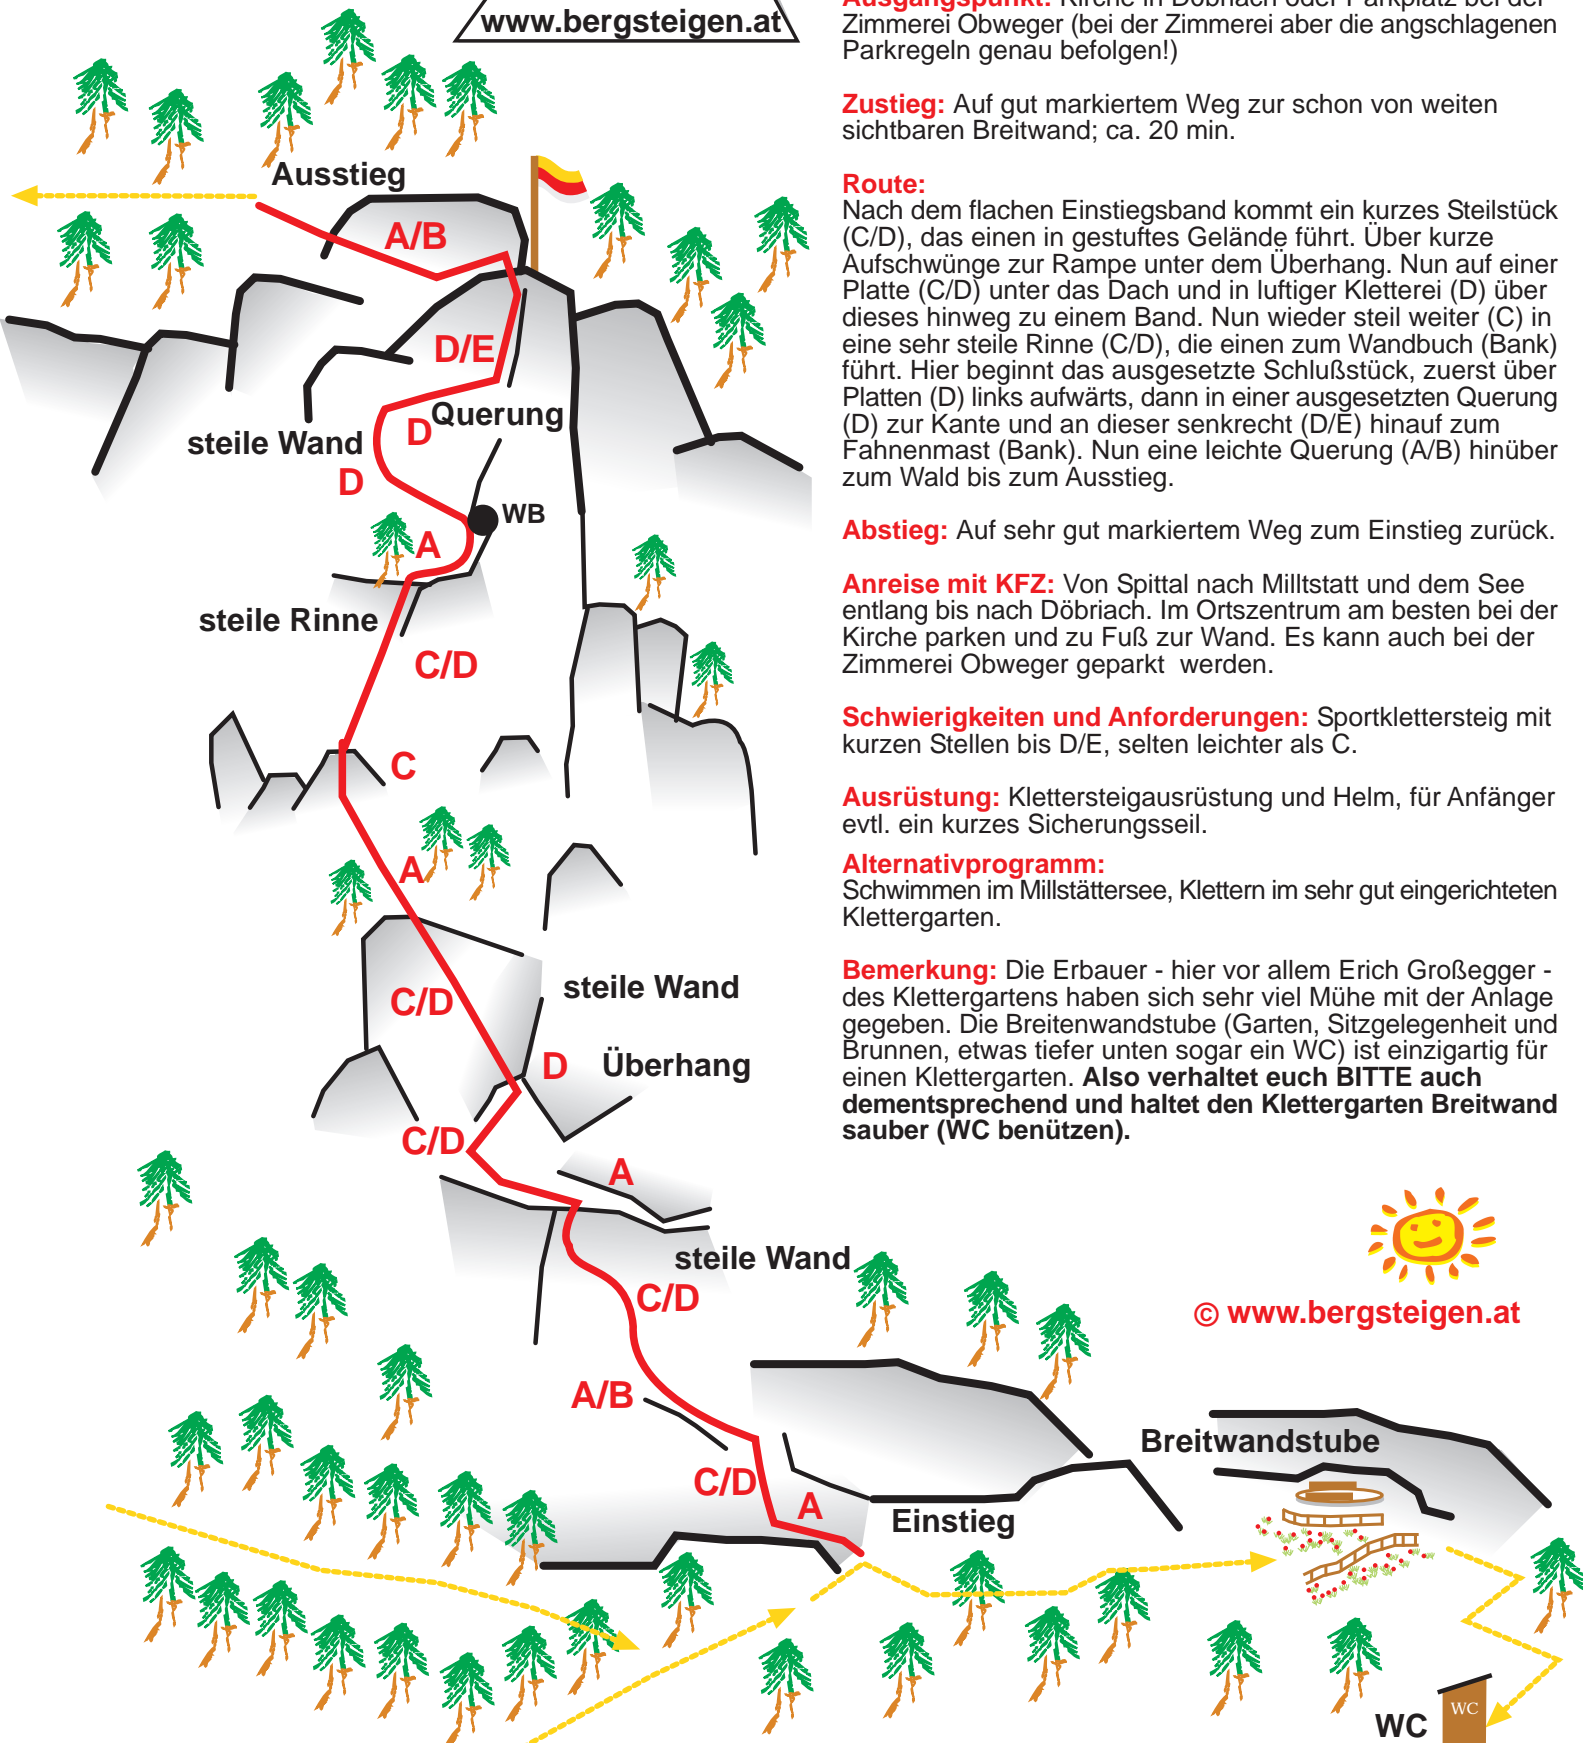 www.bergsteigen.at
Ausgangspunkt: Kirche in Döbriach oder Parkplatz bei der
Zimmerei Obweger (bei der Zimmerei aber die angschlagenen
Parkregeln genau befolgen!)
Zustieg: Auf gut markiertem Weg zur schon von weiten
sichtbaren Breitwand; ca. 20 min.
Route:
Nach dem flachen Einstiegsband kommt ein kurzes Steilstück
(C/D), das einen in gestuftes Gelände führt. Über kurze
Aufschwünge zur Rampe unter dem Überhang. Nun auf einer
Platte (C/D) unter das Dach und in luftiger Kletterei (D) über
dieses hinweg zu einem Band. Nun wieder steil weiter (C) in
eine sehr steile Rinne (C/D), die einen zum Wandbuch (Bank)
führt. Hier beginnt das ausgesetzte Schlußstück, zuerst über
Platten (D) links aufwärts, dann in einer ausgesetzten Querung
(D) zur Kante und an dieser senkrecht (D/E) hinauf zum
Fahnenmast (Bank). Nun eine leichte Querung (A/B) hinüber
zum Wald bis zum Ausstieg.
Abstieg: Auf sehr gut markiertem Weg zum Einstieg zurück.
Anreise mit KFZ: Von Spittal nach Milltstatt und dem See
entlang bis nach Döbriach. Im Ortszentrum am besten bei der
Kirche parken und zu Fuß zur Wand. Es kann auch bei der
Zimmerei Obweger geparkt werden.
Schwierigkeiten und Anforderungen: Sportklettersteig mit
kurzen Stellen bis D/E, selten leichter als C.
Ausrüstung: Klettersteigausrüstung und Helm, für Anfänger
evtl. ein kurzes Sicherungsseil.
Alternativprogramm:
Schwimmen im Millstättersee, Klettern im sehr gut eingerichteten
Klettergarten.
Bemerkung: Die Erbauer - hier vor allem Erich Großegger -
des Klettergartens haben sich sehr viel Mühe mit der Anlage
gegeben. Die Breitenwandstube (Garten, Sitzgelegenheit und
Brunnen, etwas tiefer unten sogar ein WC) ist einzigartig für
einen Klettergarten. Also verhaltet euch BITTE auch
dementsprechend und haltet den Klettergarten Breitwand
sauber (WC benützen).
© www.bergsteigen.at
Ausstieg
A/B
D/E
Querung
D
steile Wand
D
WB
A
steile Rinne
C/D
C
A
steile Wand
C/D
D
Überhang
C/D
A
steile Wand
C/D
A/B
Breitwandstube
C/D
A
Einstieg
WC
WC